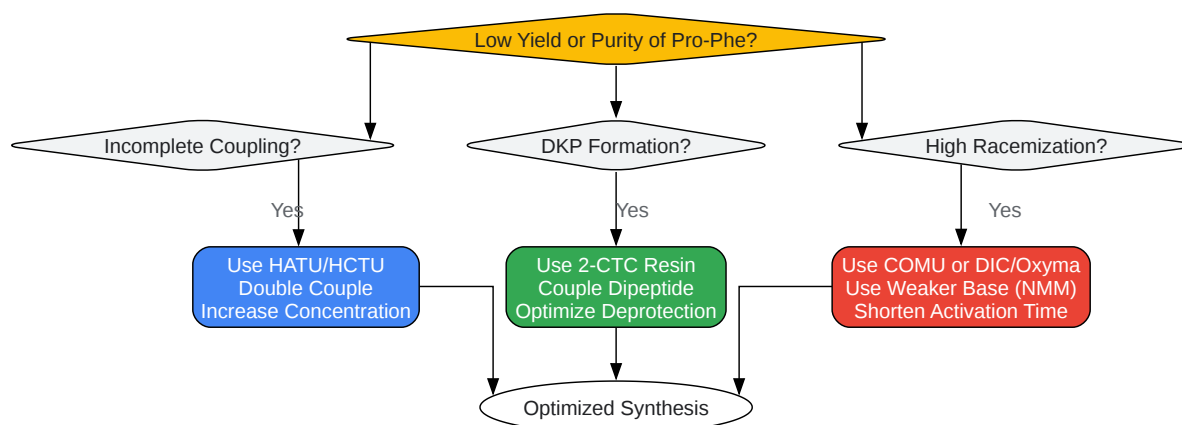 Low Yield or Purity of Pro-Phe?
Incomplete Coupling?
DKP Formation?
High Racemization?
Yes
Yes
Yes
Use HATU/HCTU
Double Couple
Increase Concentration
Use 2-CTC Resin
Couple Dipeptide
Optimize Deprotection
Use COMU or DIC/Oxyma
Use Weaker Base (NMM)
Shorten Activation Time
Optimized Synthesis